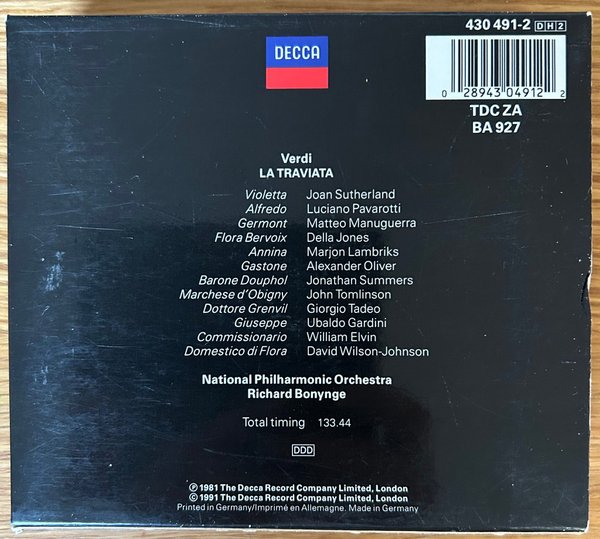 430 491-2 DH2
DECCA
0 28943 04912 2
TDC ZA
BA 927
Verdi
LA TRAVIATA
Violetta Joan Sutherland
Alfredo Luciano Pavarotti
Germont Matteo Manuguerra
Flora Bervoix Della Jones
Annina Marjon Lambriks
Gastone Alexander Oliver
Barone Douphol Jonathan Summers
Marchese d'Obigny John Tomlinson
Dottore Grenvil Giorgio Tadeo
Giuseppe Ubaldo Gardini
Commissionario William Elvin
Domestico di Flora David Wilson-Johnson
National Philharmonic Orchestra
Richard Bonynge
Total timing 133.44
DDD
℗ 1981 The Decca Record Company Limited, London
© 1991 The Decca Record Company Limited, London
Printed in Germany/Imprimé en Allemagne. Made in Germany